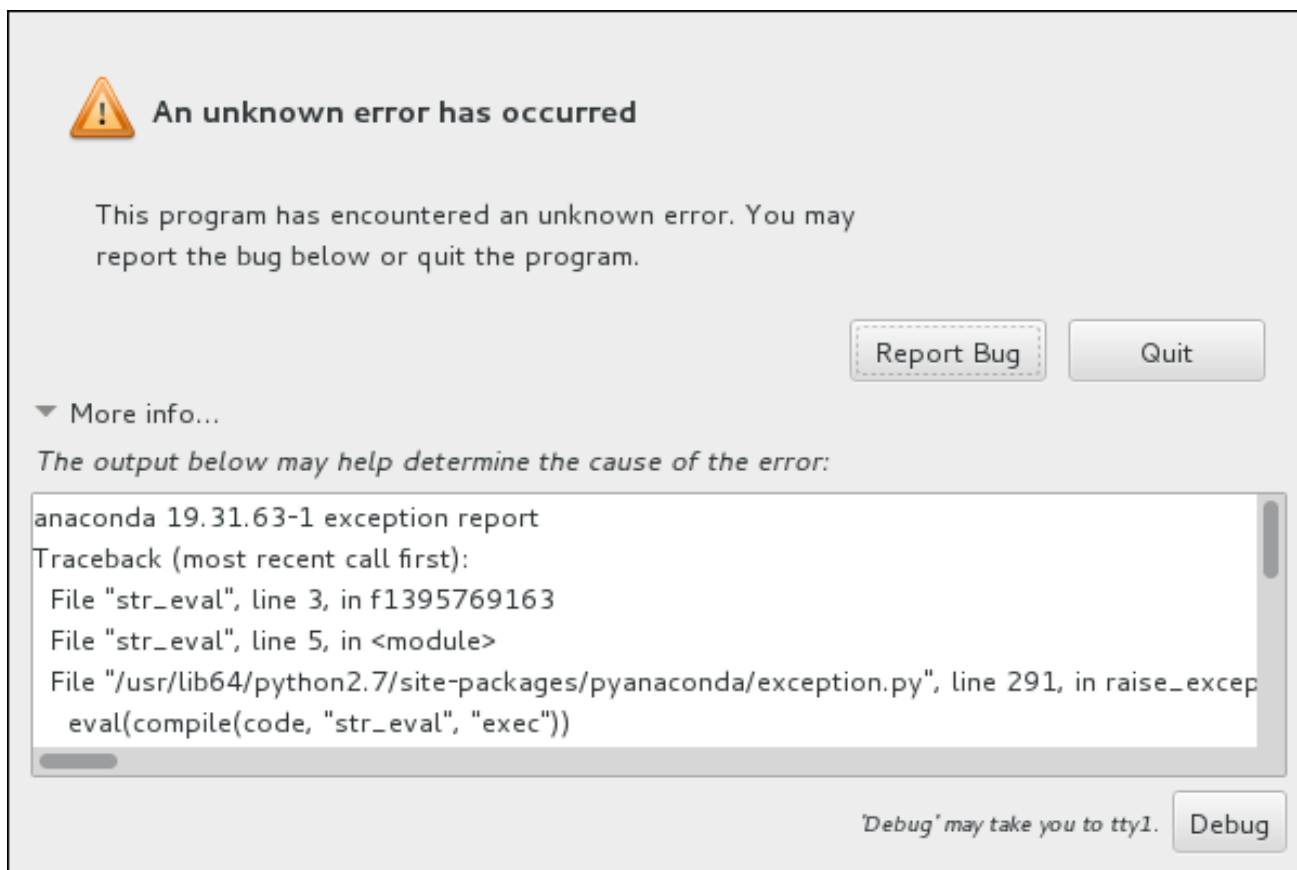 An unknown error has occurred
This program has encountered an unknown error. You may
report the bug below or quit the program.
Report Bug
Quit
More info...
The output below may help determine the cause of the error:
anaconda 19.31.63-1 exception report
Traceback (most recent call first):
File "str_eval", line 3, in f1395769163
File "str_eval", line 5, in <module>
File "/usr/lib64/python2.7/site-packages/pyanaconda/exception.py", line 291, in raise_excep
eval(compile(code, "str_eval", "exec"))
'Debug' may take you to tty1.
Debug